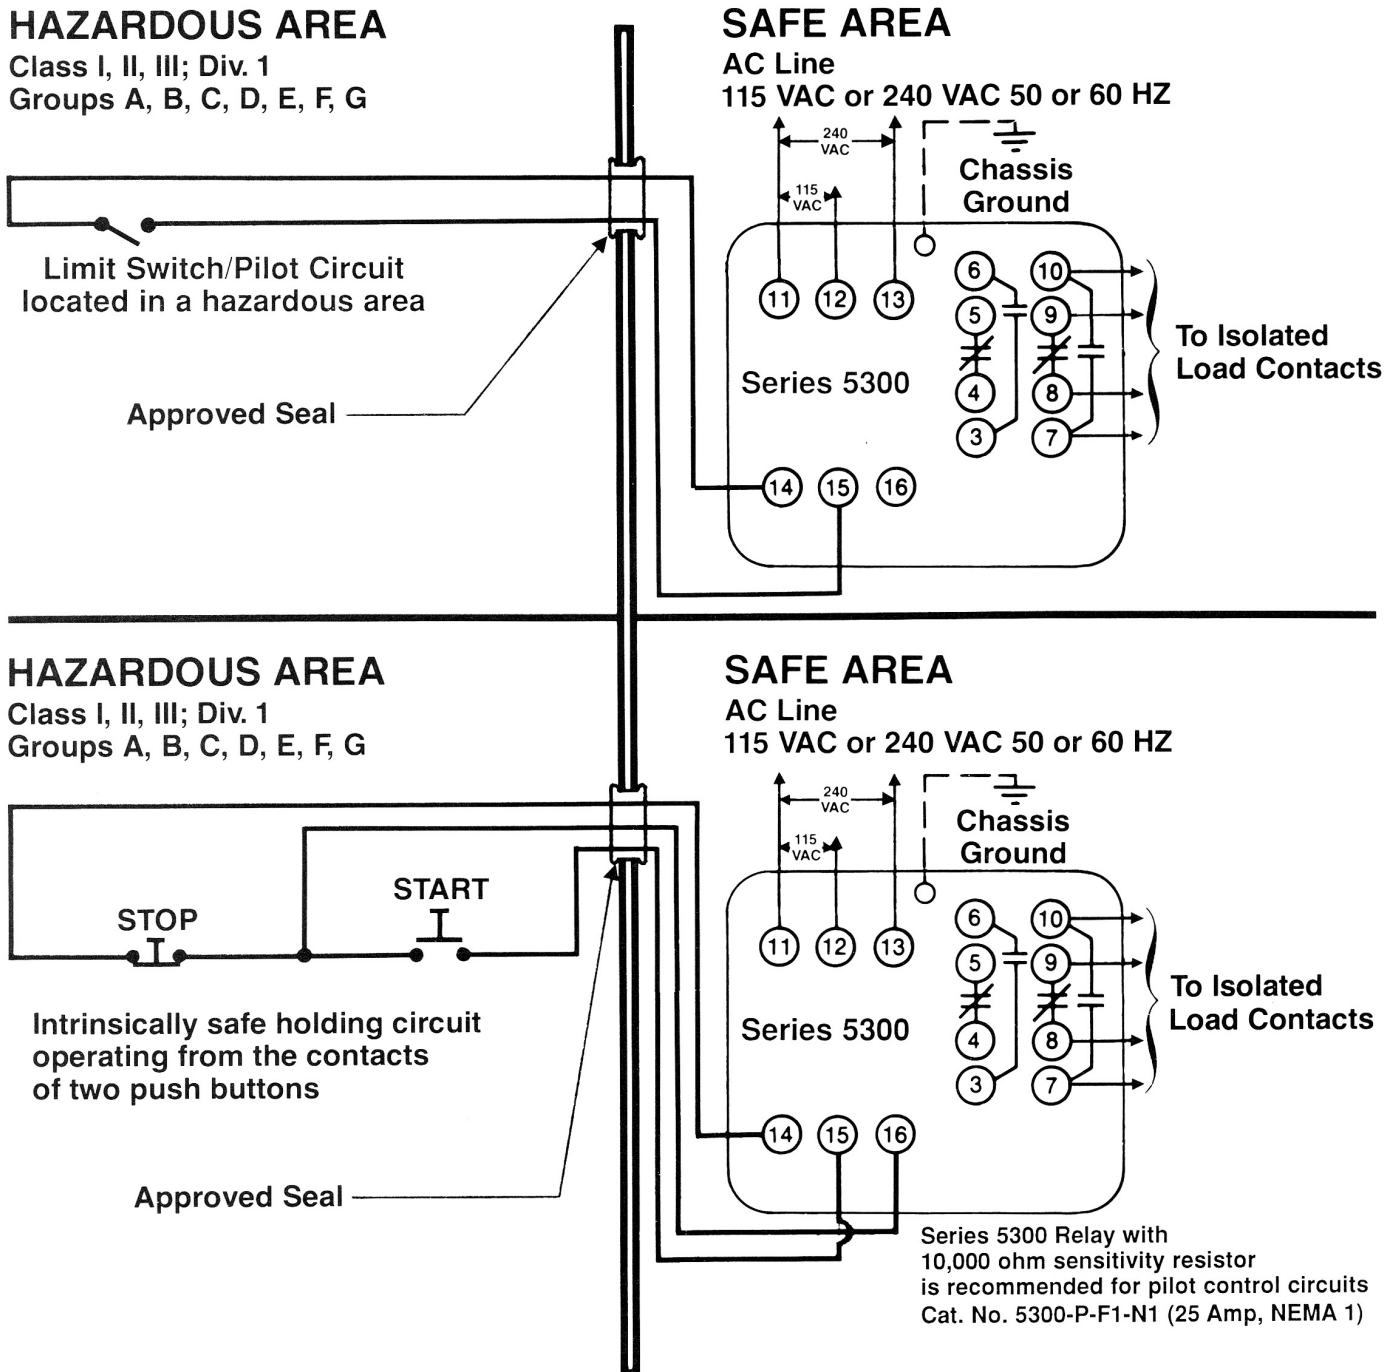 HAZARDOUS AREA
Class I, II, III; Div. 1
Groups A, B, C, D, E, F, G
SAFE AREA
AC Line
115 VAC or 240 VAC 50 or 60 HZ
240
VAC
115
VAC
Chassis
Ground
11
12
13
6
10
5
9
4
8
3
7
Series 5300
To Isolated
Load Contacts
14
15
16
Limit Switch/Pilot Circuit
located in a hazardous area
Approved Seal
HAZARDOUS AREA
Class I, II, III; Div. 1
Groups A, B, C, D, E, F, G
SAFE AREA
AC Line
115 VAC or 240 VAC 50 or 60 HZ
240
VAC
115
VAC
Chassis
Ground
11
12
13
6
10
5
9
4
8
3
7
Series 5300
To Isolated
Load Contacts
14
15
16
STOP
START
Intrinsically safe holding circuit
operating from the contacts
of two push buttons
Approved Seal
Series 5300 Relay with
10,000 ohm sensitivity resistor
is recommended for pilot control circuits
Cat. No. 5300-P-F1-N1 (25 Amp, NEMA 1)